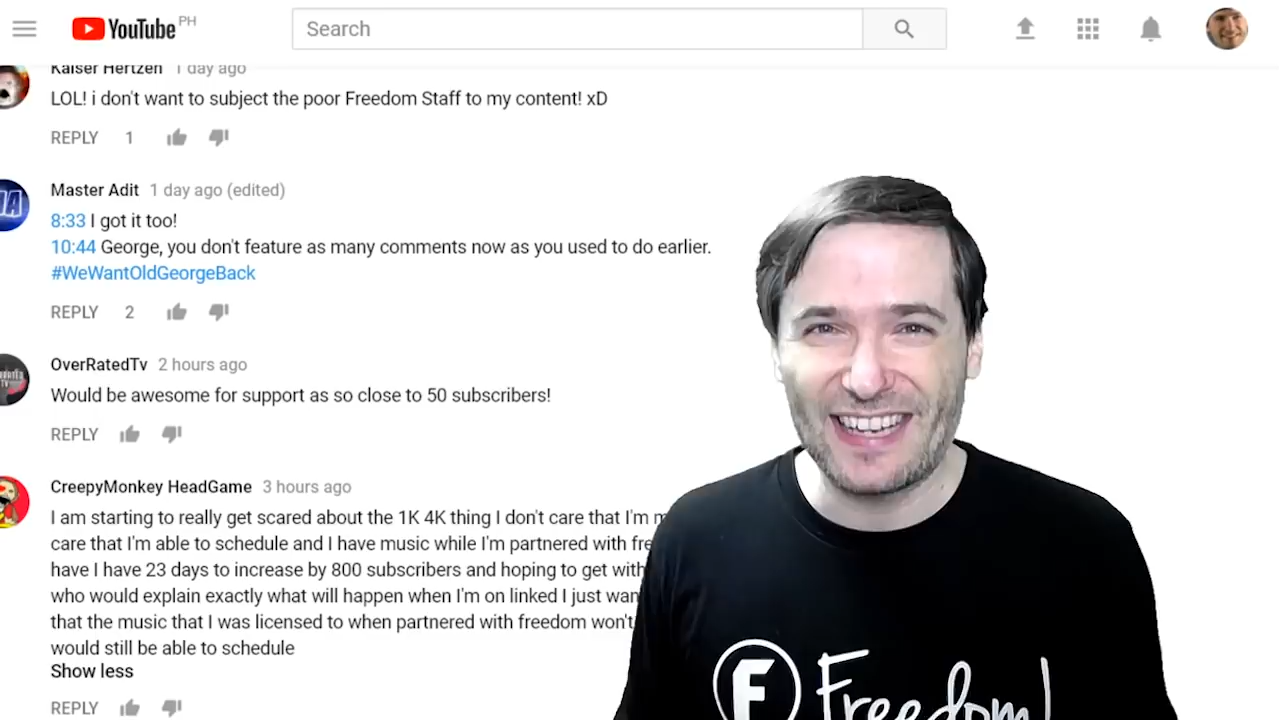 YouTube PH
Search
Kaiser Hertzen 1 day ago
LOL! i don't want to subject the poor Freedom Staff to my content! xD
REPLY 1
Master Adit 1 day ago (edited)
8:33 I got it too!
10:44 George, you don't feature as many comments now as you used to do earlier.
#WeWantOldGeorgeBack
REPLY 2
OverRatedTv 2 hours ago
Would be awesome for support as so close to 50 subscribers!
REPLY
CreepyMonkey HeadGame 3 hours ago
I am starting to really get scared about the 1K 4K thing I don't care that I'm
care that I'm able to schedule and I have music while I'm partnered with
have I have 23 days to increase by 800 subscribers and hoping to get with
who would explain exactly what will happen when I'm on linked I just
that the music that I was licensed to when partnered with freedom won't
would still be able to schedule
Show less
REPLY
F Freedom!